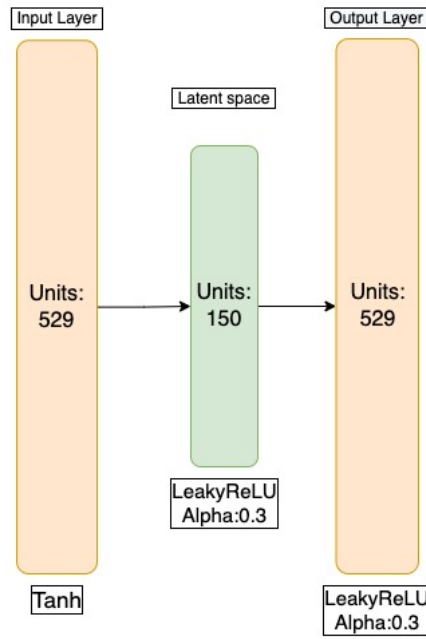 Input Layer
Output Layer
Latent space
Units:
529
Units:
150
Units:
529
LeakyReLU
Alpha:0.3
Tanh
LeakyReLU
Alpha:0.3